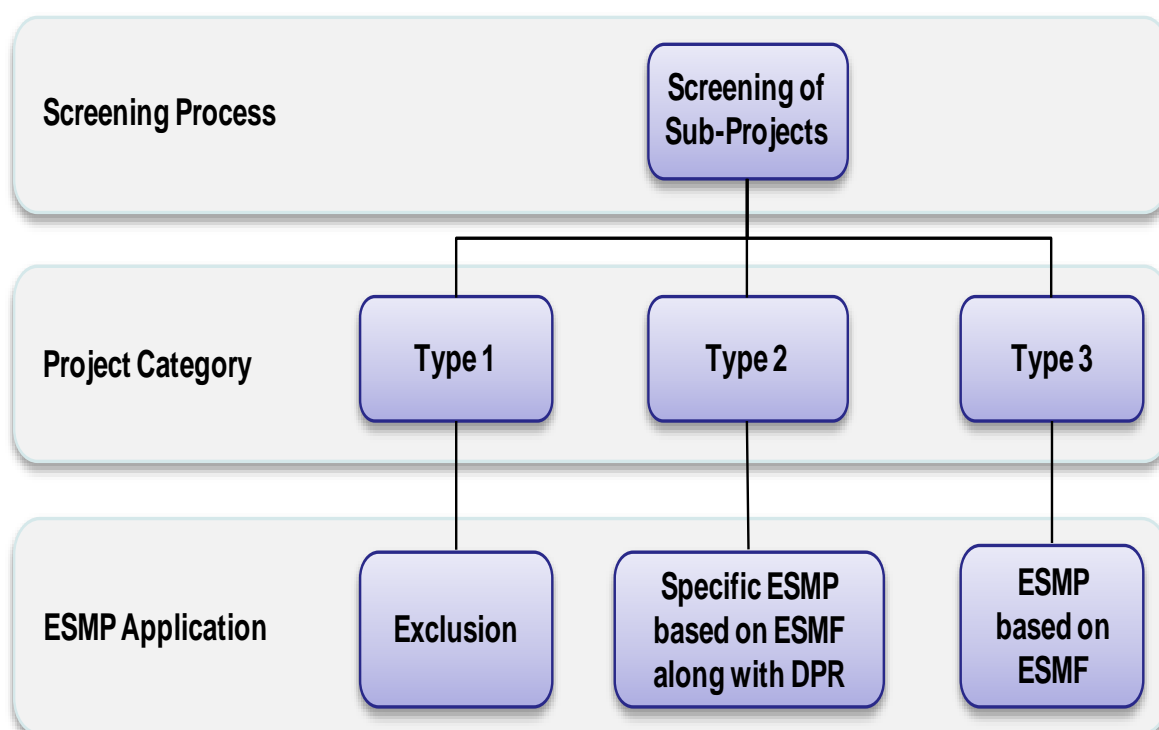 Screening Process
Screening of
Sub-Projects
Project Category
Type 1
Type 2
Type 3
ESMP Application
Exclusion
Specific ESMP
based on ESMF
along with DPR
ESMP
based on
ESMF